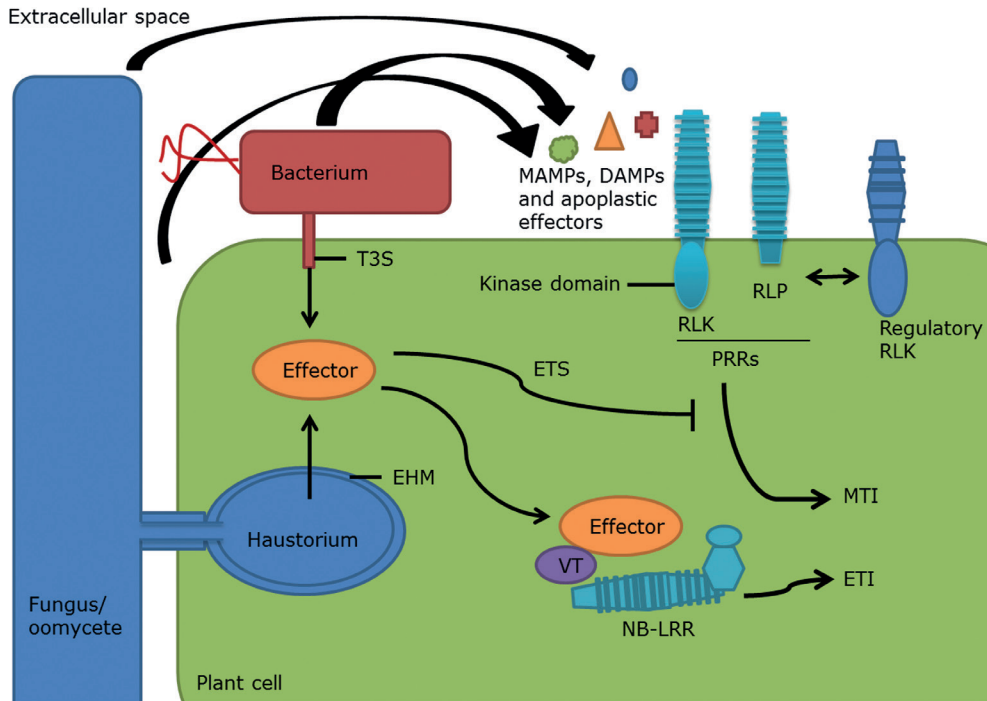 Extracellular space
Bacterium
MAMPs, DAMPs
and apoplastic
effectors
T3S
Kinase domain
RLK
RLP
Regulatory
RLK
PRRs
Effector
ETS
EHM
Haustorium
MTI
Effector
VT
NB-LRR
ETI
Fungus/
oomycete
Plant cell